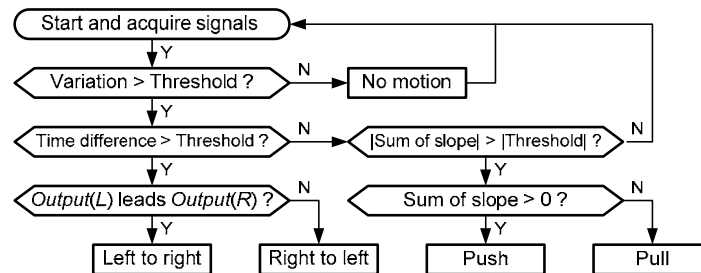 Start and acquire signals
Y
Variation > Threshold ?
N
No motion
Y
Time difference > Threshold ?
N
|Sum of slope| > |Threshold| ?
N
Y
Y
Output(L) leads Output(R) ?
N
Sum of slope > 0 ?
N
Y
Y
Left to right
Right to left
Push
Pull